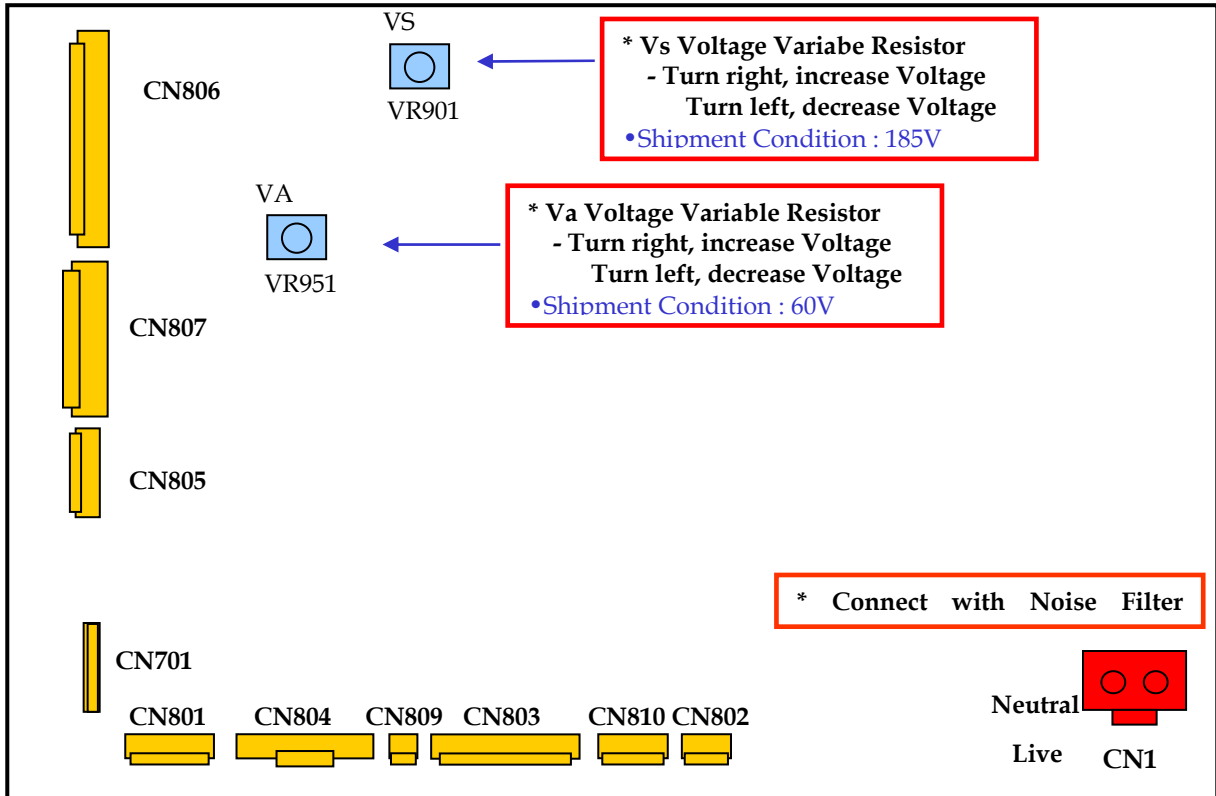 VS
CN806
VR901
* Vs Voltage Variabe Resistor
- Turn right, increase Voltage
Turn left, decrease Voltage
•Shipment Condition : 185V
VA
VR951
* Va Voltage Variable Resistor
- Turn right, increase Voltage
Turn left, decrease Voltage
•Shipment Condition : 60V
CN807
CN805
* Connect with Noise Filter
CN701
CN801
CN804
CN809
CN803
CN810
CN802
Neutral
Live
CN1